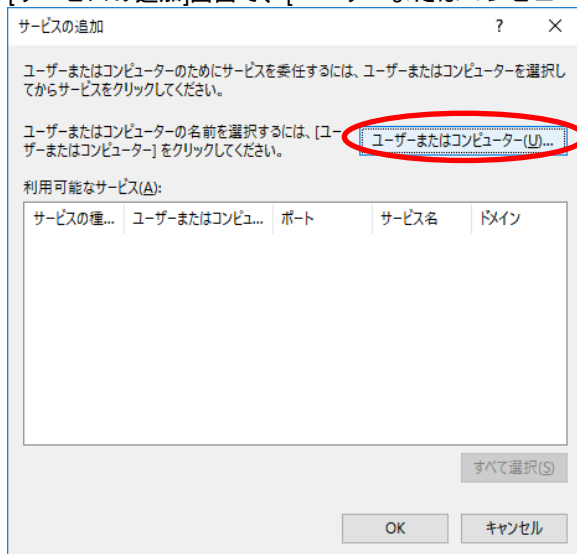 サービスの追加 ? ×
ユーザーまたはコンピューターのためにサービスを委任するには、ユーザーまたはコンピューターを選択し
てからサービスをクリックしてください。
ユーザーまたはコンピューターの名前を選択するには、[ユー
ザーまたはコンピューター] をクリックしてください。
ユーザーまたはコンピューター(U)...
利用可能なサービス(A):
サービスの種... ユーザーまたはコンピュ... ポート サービス名 ドメイン
すべて選択(S)
OK キャンセル